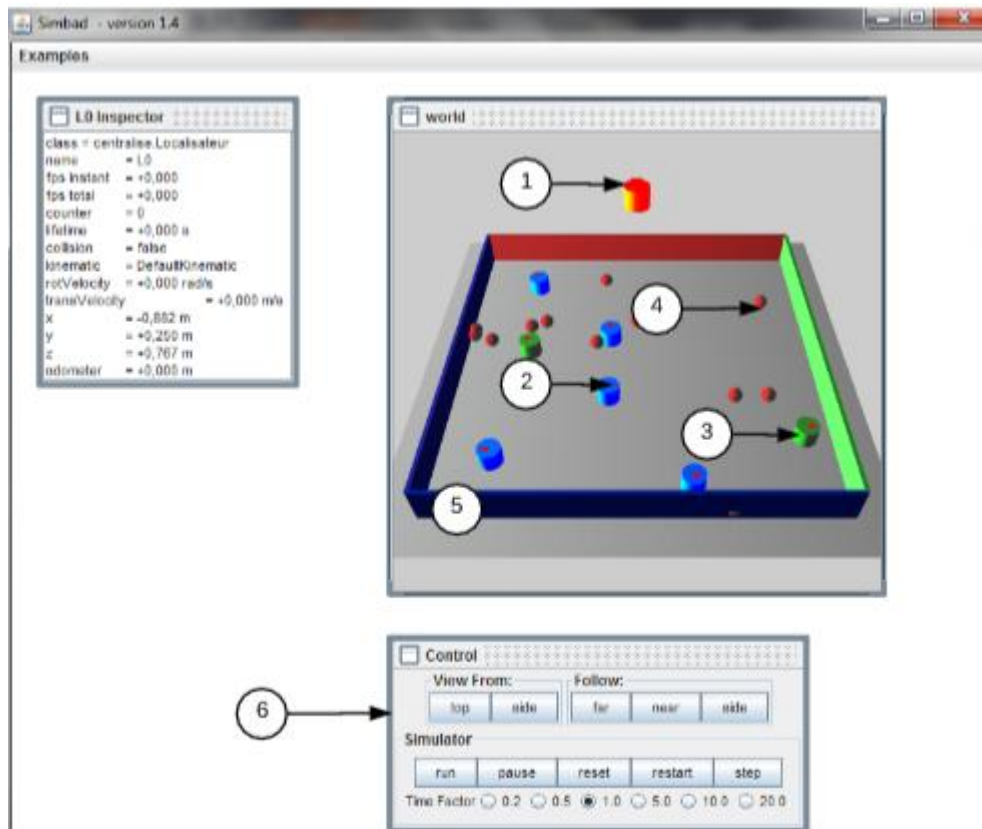 Simbad - version 1.4
Examples
L0 Inspector
class = centralise.Localisateur
name = L0
fps instant = +0,000
fps total = +0,000
counter = 0
lifetime = +0,000 s
collision = false
kinematic = DefaultKinematic
rotVelocity = +0,000 rad/s
transVelocity = +0,000 m/s
x = -0,882 m
y = +0,250 m
z = +0,767 m
odometer = +0,000 m
world
1
4
2
3
5
6
Control
View From: Follow:
top side far near side
Simulator
run pause reset restart step
Time Factor 0.2 0.5 1.0 5.0 10.0 20.0